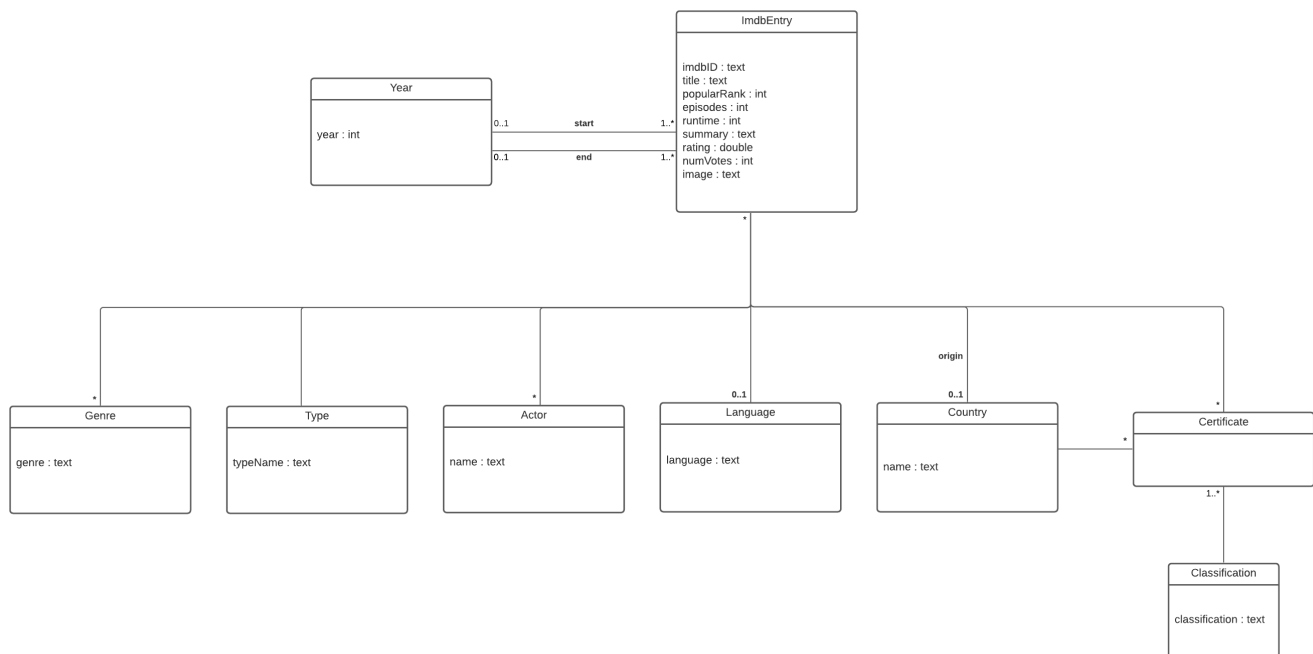 ImdbEntry
imdbID : text
title : text
popularRank : int
episodes : int
runtime : int
summary : text
rating : double
numVotes : int
image : text
Year
year : int
0..1
start
1..*
0..1
end
1..*
*
origin
*
*
0..1
0..1
*
Genre
genre : text
Type
typeName : text
Actor
name : text
Language
language : text
Country
name : text
*
Certificate
1..*
Classification
classification : text